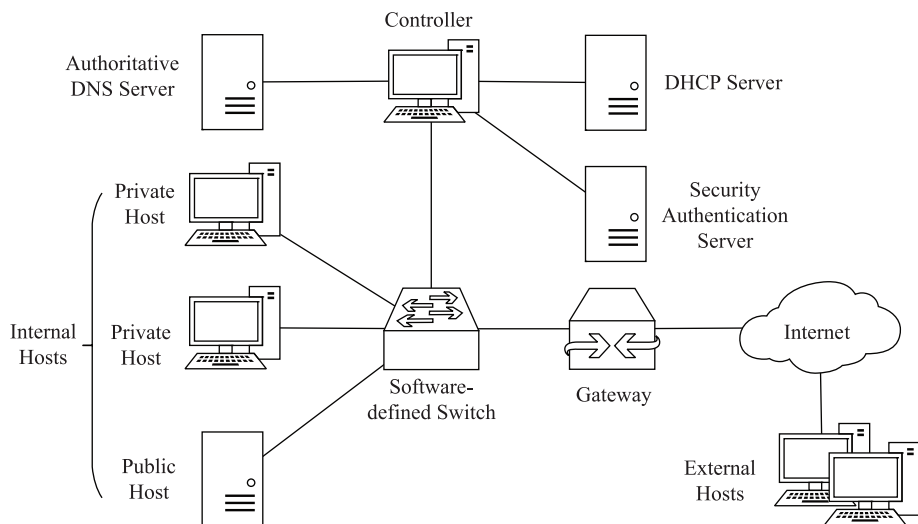 Controller
Authoritative
DNS Server
DHCP Server
Private
Host
Security
Authentication
Server
Internal
Hosts
Private
Host
Software-
defined Switch
Gateway
Internet
Public
Host
External
Hosts